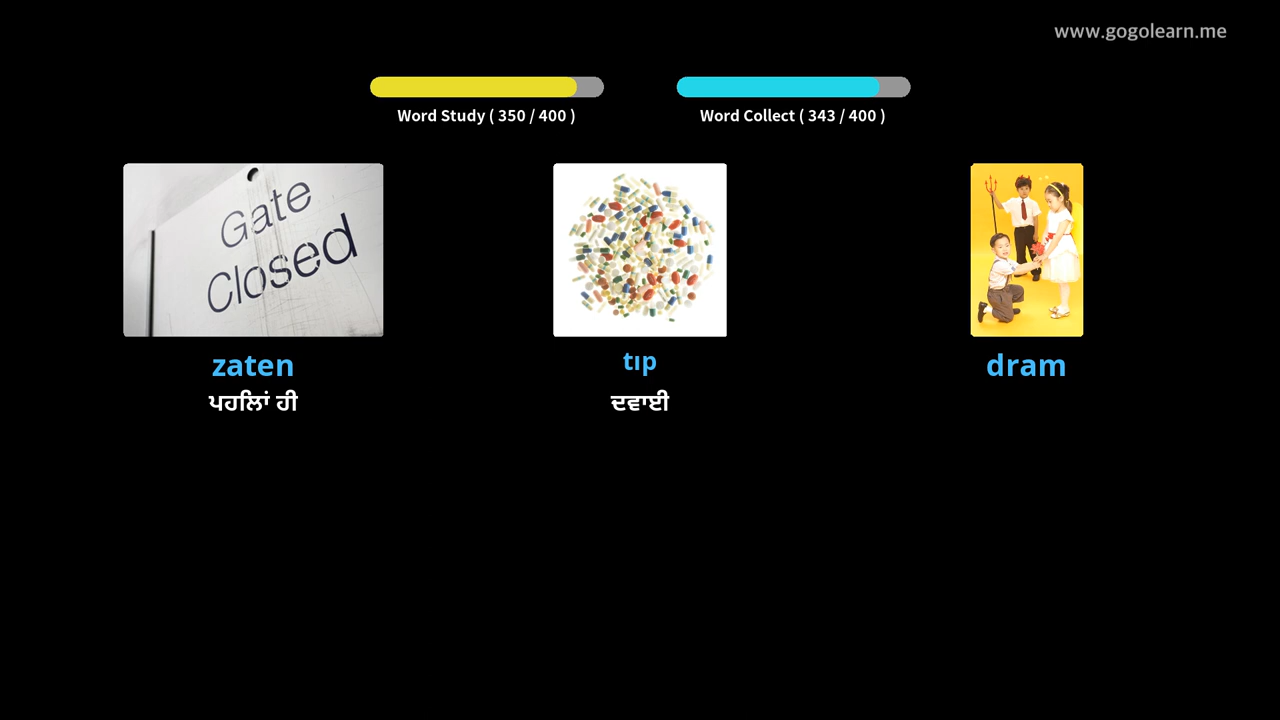 www.gogolearn.me
Word Study ( 350 / 400 )
Word Collect ( 343 / 400 )
Gate
Closed
zaten
tıp
dram
ਪਹਿਲਾਂ ਹੀ
ਦਵਾਈ